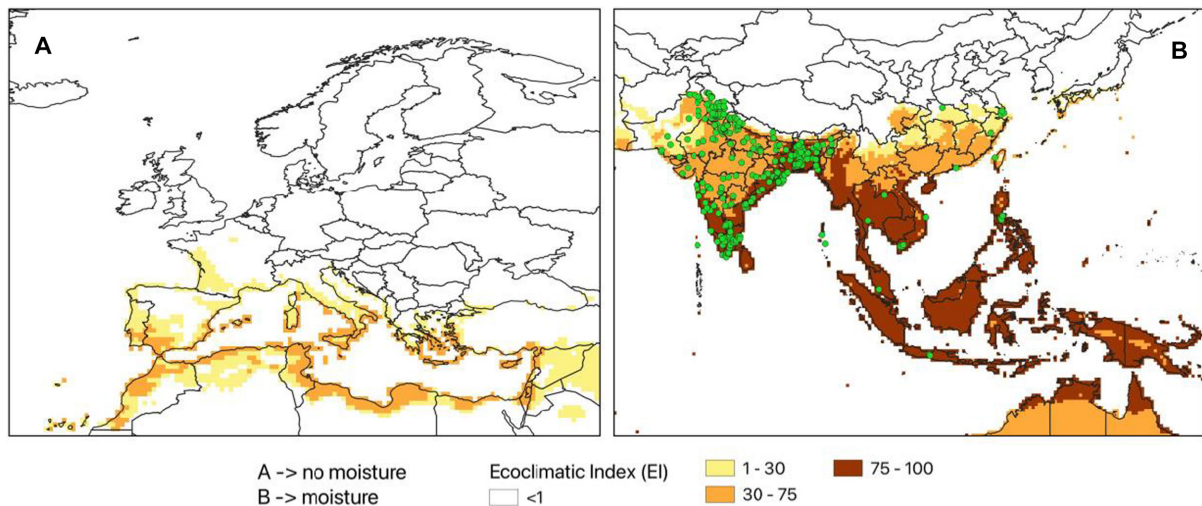 A
B
A -> no moisture
B -> moisture
Ecoclimatic Index (EI)
<1
1 - 30
30 - 75
75 - 100